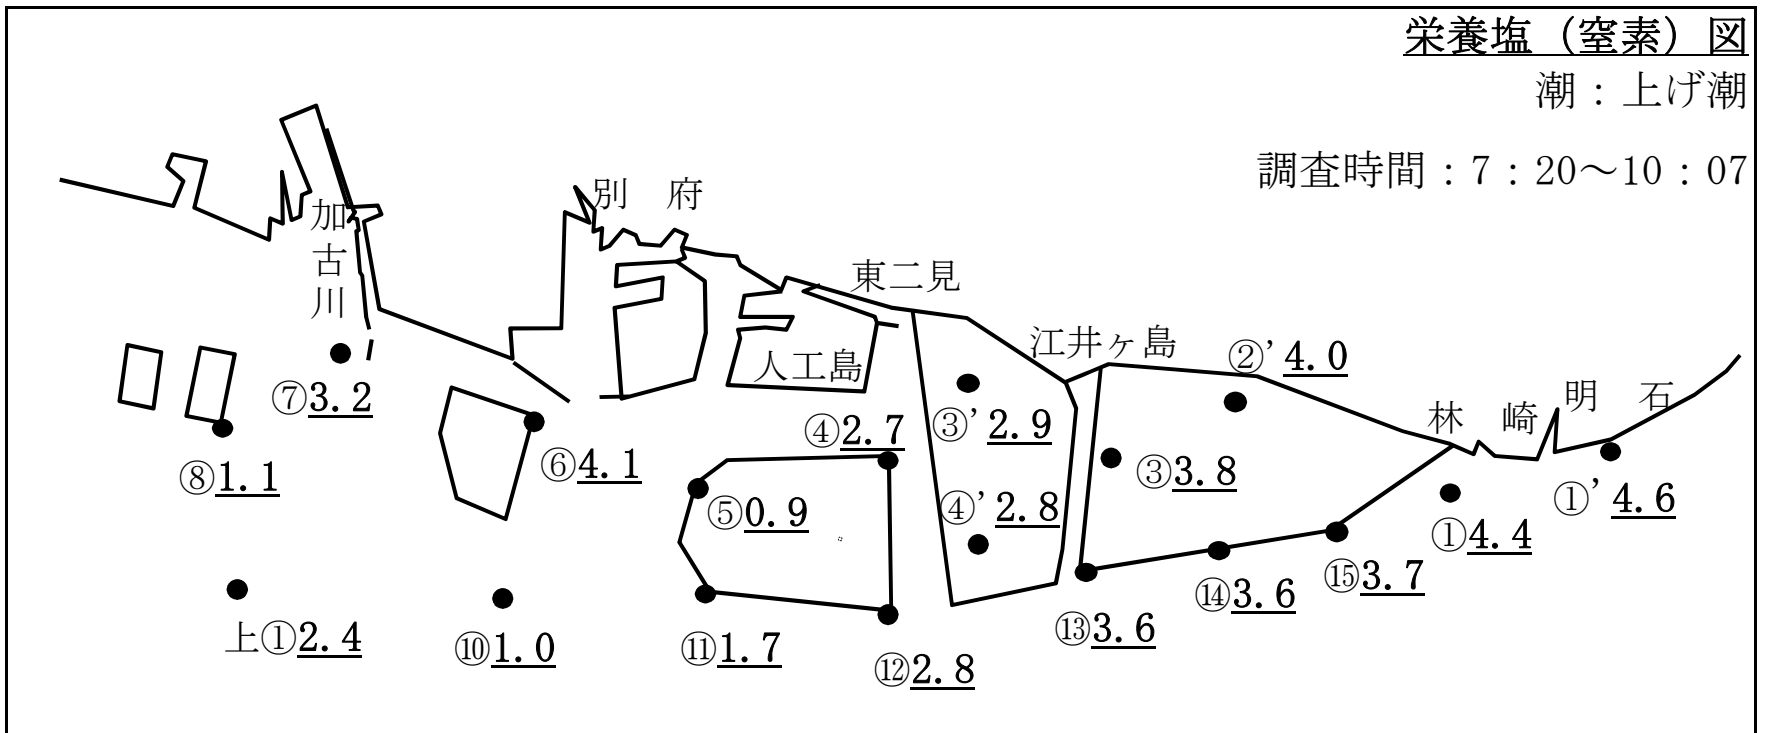 栄養塩（窒素）図
潮：上げ潮
調査時間：7：20～10：07
別 府
加古川
東二見
江井ヶ島
人工島
②' 4.0
林 崎
明 石
⑦3.2
④2.7
③' 2.9
⑥4.1
③3.8
⑧1.1
⑤0.9
④' 2.8
①' 4.6
①4.4
⑮3.7
⑭3.6
⑬3.6
上①2.4
⑩1.0
⑪1.7
⑫2.8